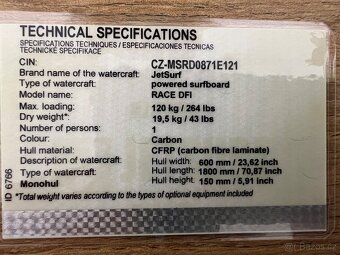 TECHNICAL SPECIFICATIONS
SPECIFICATIONS TECHNIQUES / ESPECIFICACIONES TECNICAS
TECHNICKÉ SPECIFIKACE
CIN: CZ-MSRD0871E121
Brand name of the watercraft: JetSurf
Type of watercraft: powered surfboard
Model name: RACE DFI
Max. loading: 120 kg / 264 lbs
Dry weight*: 19,5 kg / 43 lbs
Number of persons: 1
Colour: Carbon
Hull material: CFRP (carbon fibre laminate)
Description of watercraft: Hull width: 600 mm / 23,62 inch
Type of watercraft: Hull length: 1800 mm / 70,87 inch
Monohul Hull height: 150 mm / 5,91 inch
*Total weight varies according to the types of optional equipment included
ID 6766